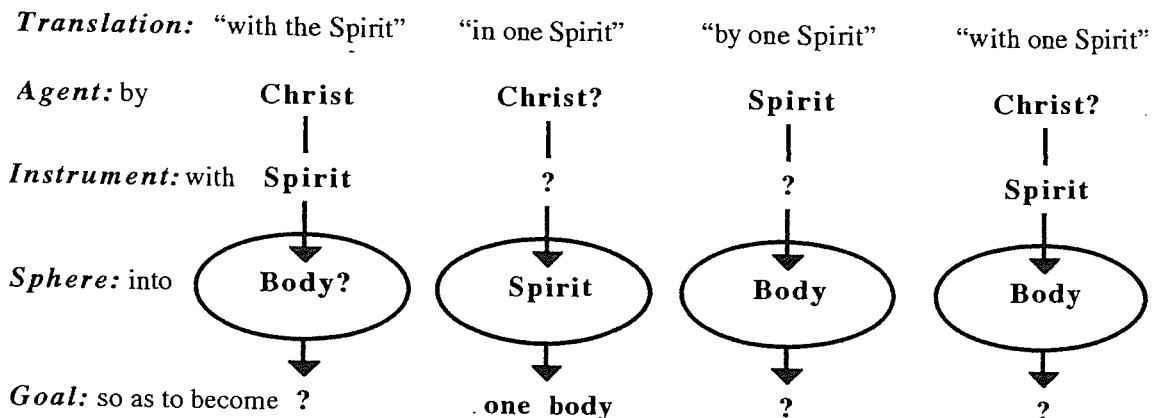 Translation: “with the Spirit” “in one Spirit” “by one Spirit” “with one Spirit”
Agent: by Christ Christ? Spirit Christ?
Instrument: with Spirit ? ? Spirit
Sphere: into Body? Spirit Body Body
Goal: so as to become ? one body ? ?